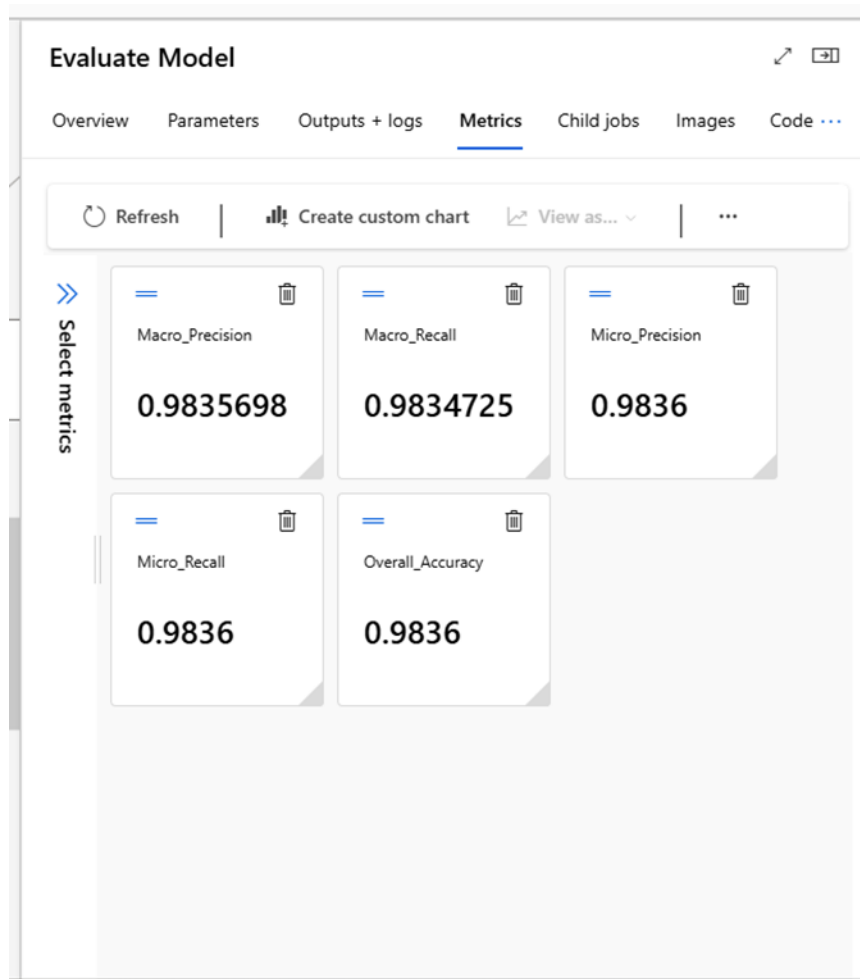 Evaluate Model
Overview Parameters Outputs + logs Metrics Child jobs Images Code ...
Refresh | Create custom chart View as... | ...
Select metrics
Macro_Precision Macro_Recall Micro_Precision
0.9835698 0.9834725 0.9836
Micro_Recall Overall_Accuracy
0.9836 0.9836